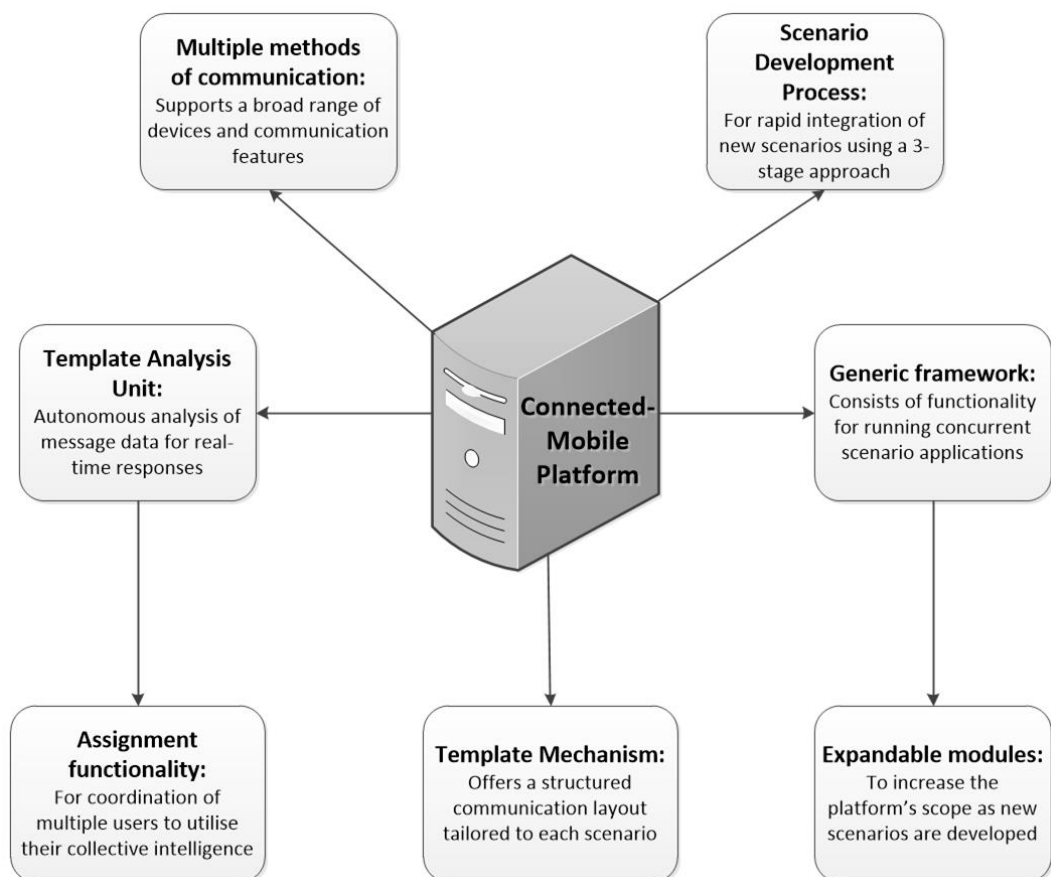 Multiple methods
of communication:
Supports a broad range of
devices and communication
features
Scenario
Development
Process:
For rapid integration of
new scenarios using a 3-
stage approach
Template Analysis
Unit:
Autonomous analysis of
message data for real-
time responses
Connected-
Mobile
Platform
Generic framework:
Consists of functionality
for running concurrent
scenario applications
Assignment
functionality:
For coordination of
multiple users to utilise
their collective intelligence
Template Mechanism:
Offers a structured
communication layout
tailored to each scenario
Expandable modules:
To increase the
platform’s scope as new
scenarios are developed